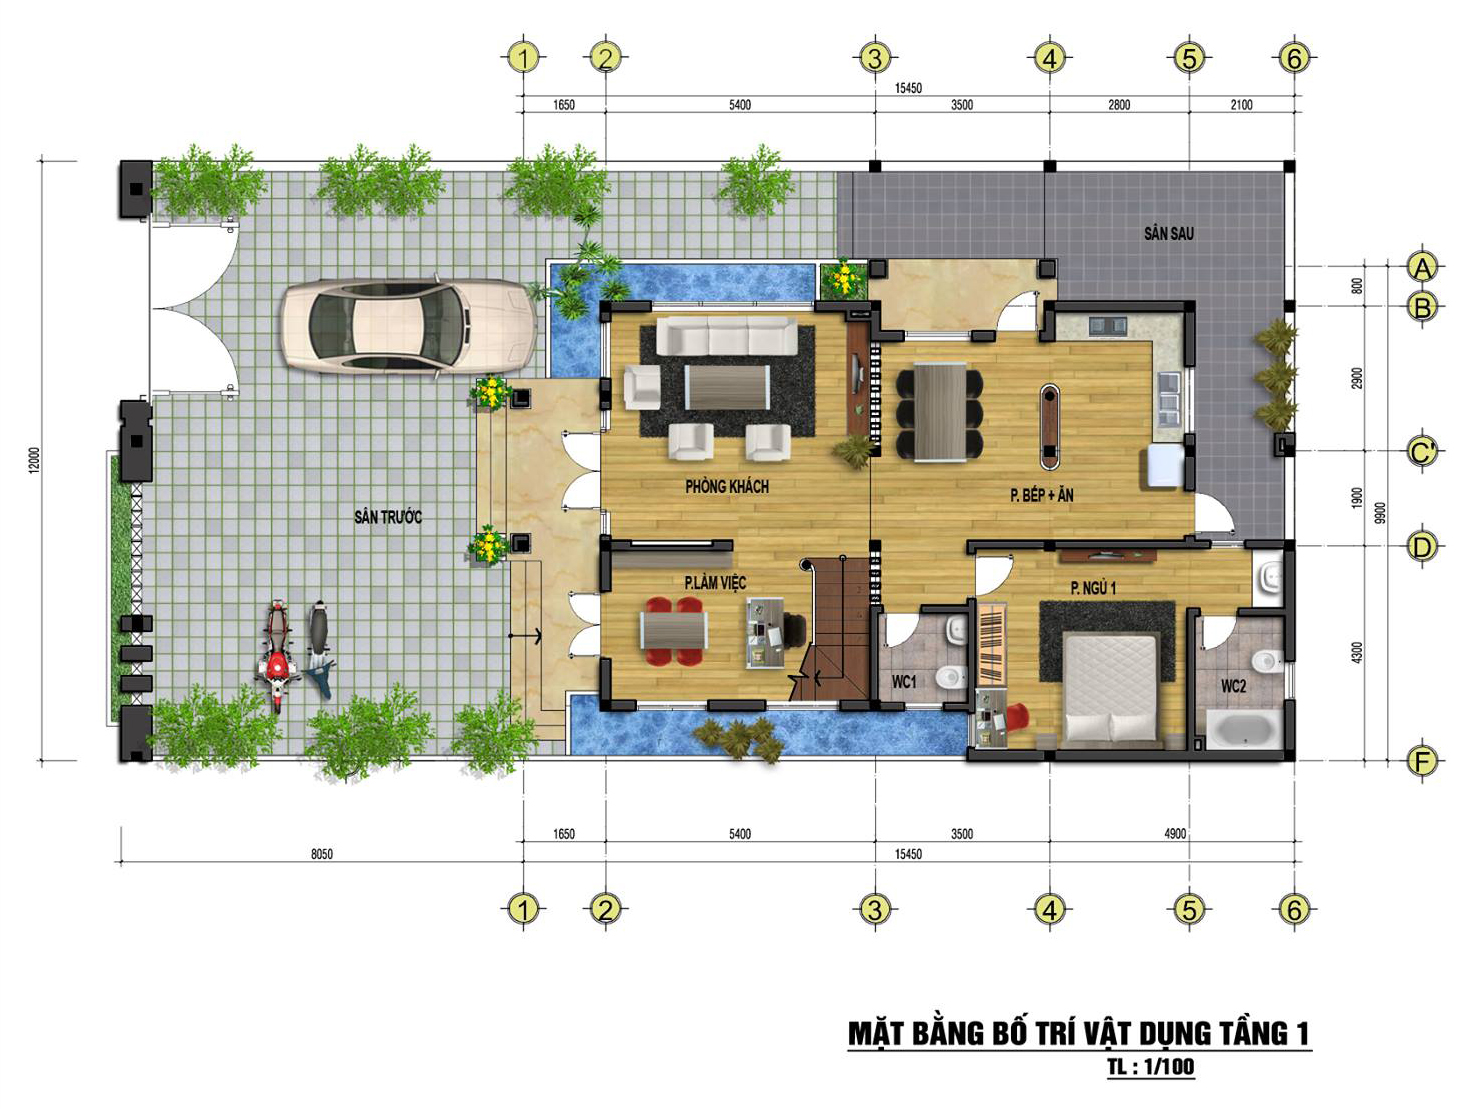 1 2 3 4 5 6
15450
1650 5400 3500 2800 2100
SÂN SAU
A
800
B
2900
12000
C'
PHÒNG KHÁCH
P. BẾP + ĂN
1900
9900
SÂN TRƯỚC
D
P.LÀM VIỆC
P. NGỦ 1
4300
WC1
WC2
F
1650 5400 3500 4900
8050 15450
1 2 3 4 5 6
MẶT BẰNG BỐ TRÍ VẬT DỤNG TẦNG 1
TL : 1/100